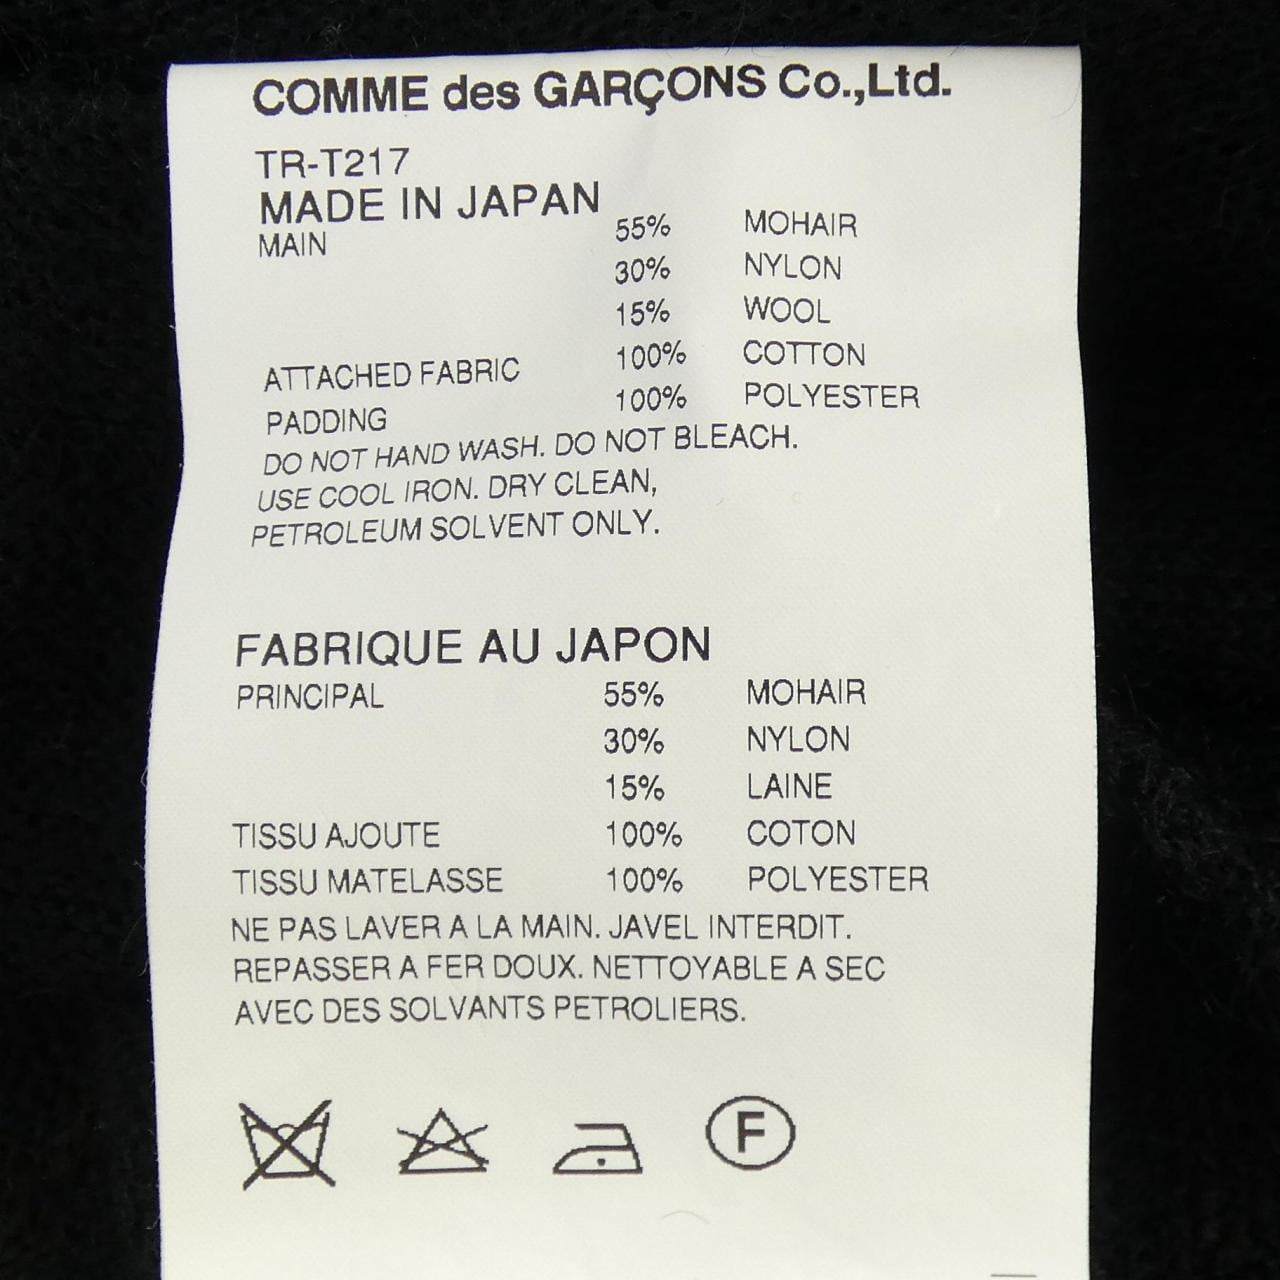 COMME des GARÇONS Co.,Ltd.
TR-T217
MADE IN JAPAN
MAIN 55% MOHAIR
30% NYLON
15% WOOL
ATTACHED FABRIC 100% COTTON
PADDING 100% POLYESTER
DO NOT HAND WASH. DO NOT BLEACH.
USE COOL IRON. DRY CLEAN,
PETROLEUM SOLVENT ONLY.
FABRIQUE AU JAPON
PRINCIPAL 55% MOHAIR
30% NYLON
15% LAINE
TISSU AJOUTE 100% COTON
TISSU MATELASSE 100% POLYESTER
NE PAS LAVER A LA MAIN. JAVEL INTERDIT.
REPASSER A FER DOUX. NETTOYABLE A SEC
AVEC DES SOLVANTS PETROLIERS.
F